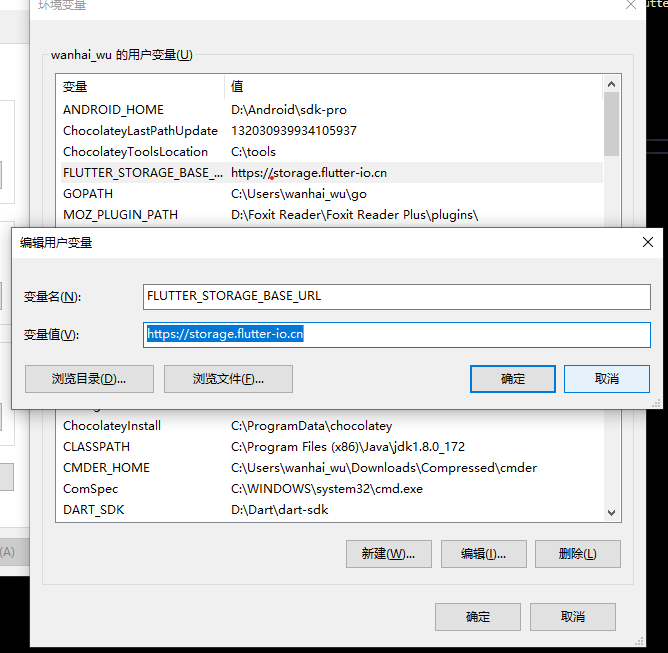 环境变量
utte
wanhai_wu 的用户变量(U)
变量 值
ANDROID_HOME D:\Android\sdk-pro
ChocolateyLastPathUpdate 132030939934105937
ChocolateyToolsLocation C:\tools
FLUTTER_STORAGE_BASE_... https://storage.flutter-io.cn
GOPATH C:\Users\wanhai_wu\go
MOZ_PLUGIN_PATH D:\Foxit Reader\Foxit Reader Plus\plugins\
编辑用户变量
变量名(N): FLUTTER_STORAGE_BASE_URL
变量值(V): https://storage.flutter-io.cn
浏览目录(D)... 浏览文件(F)... 确定 取消
ChocolateyInstall C:\ProgramData\chocolatey
CLASSPATH C:\Program Files (x86)\Java\jdk1.8.0_172
CMDER_HOME C:\Users\wanhai_wu\Downloads\Compressed\cmder
ComSpec C:\WINDOWS\system32\cmd.exe
DART_SDK D:\Dart\dart-sdk
(A)
新建(W)... 编辑(I)... 删除(L)
确定 取消